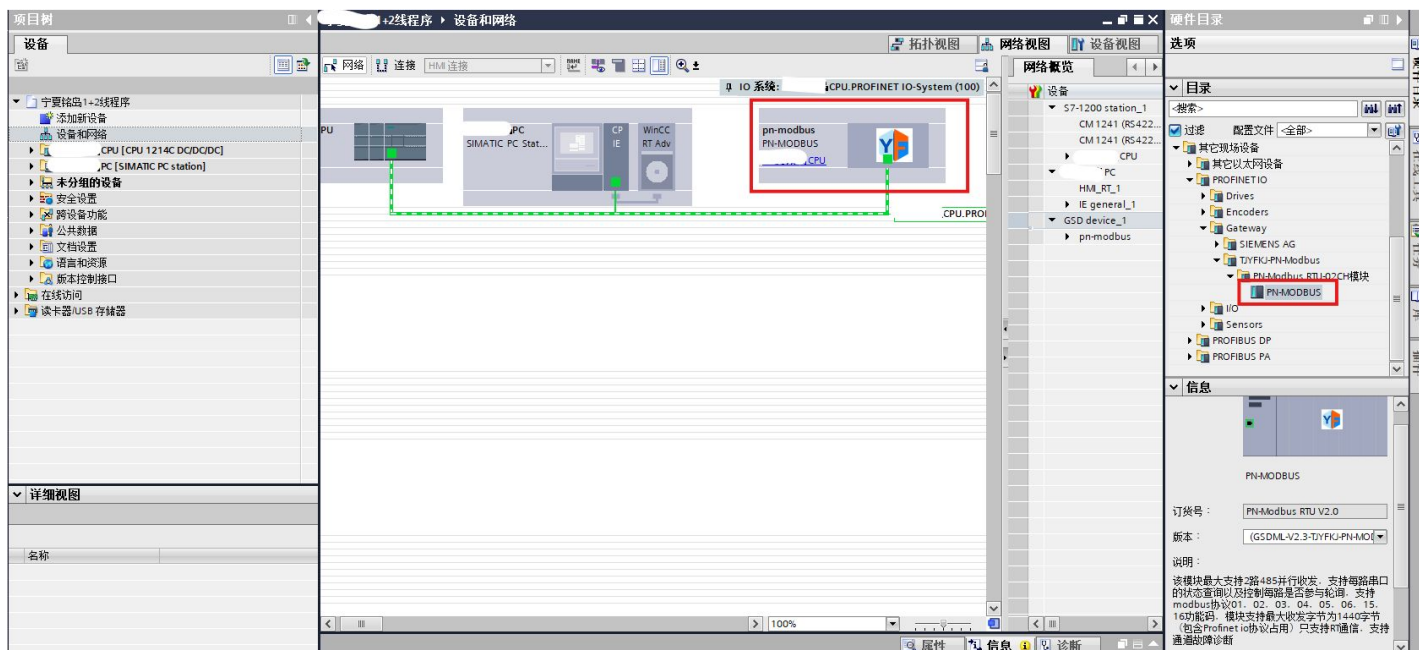 项目树
1+2线程序 ▸ 设备和网络
硬件目录
设备
拓扑视图
网络视图
设备视图
选项
网络
连接
HMI 连接
网络概览
IO 系统:
CPU.PROFINET IO-System (100)
宁夏铭岛1+2线程序
添加新设备
设备和网络
CPU [CPU 1214C DC/DC/DC]
PC [SIMATIC PC station]
未分组的设备
安全设置
跨设备功能
公共数据
文档设置
语言和资源
版本控制接口
在线访问
读卡器/USB 存储器
PU
PC
SIMATIC PC Stat...
CP
IE
WinCC
RT Adv
pn-modbus
PN-MODBUS
CPU
CPU.PROI
设备
S7-1200 station_1
CM 1241 (RS422...
CM 1241 (RS422...
CPU
PC
HMI_RT_1
IE general_1
GSD device_1
pn-modbus
目录
<搜索>
过滤
配置文件
<全部>
其它现场设备
其它以太网设备
PROFINET IO
Drives
Encoders
Gateway
SIEMENS AG
TJYFKJ-PN-Modbus
PN-Modbus RTU-02CH模块
PN-MODBUS
I/O
Sensors
PROFIBUS DP
PROFIBUS PA
信息
PN-MODBUS
订货号：
PN-Modbus RTU V2.0
版本：
(GSDML-V2.3-TJYFKJ-PN-MOD
说明：
该模块最大支持2路485并行收发．支持每路串口
的状态查询以及控制每路是否参与轮询．支持
modbus协议01．02．03．04．05．06．15．
16功能码．模块支持最大收发字节为1440字节
（包含Profinet io协议占用）只支持RT通信．支持
通道故障诊断
详细视图
名称
100%
属性
信息
诊断